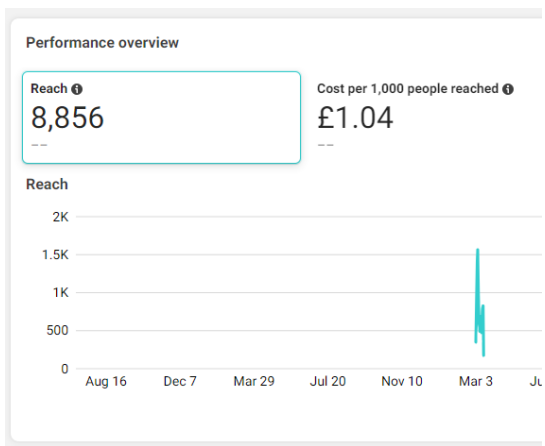 Performance overview
Reach
8,856
--
Cost per 1,000 people reached
£1.04
--
Reach
2K
1.5K
1K
500
0
Aug 16 Dec 7 Mar 29 Jul 20 Nov 10 Mar 3 Ju